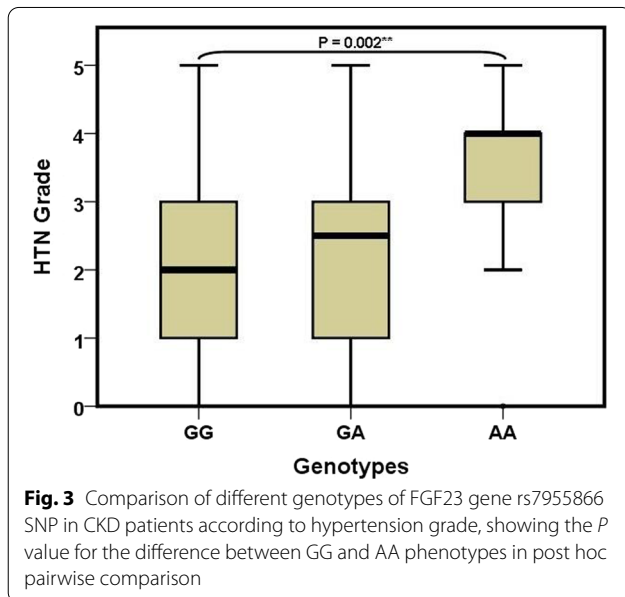 P = 0.002**
5
4
3
2
1
0
HTN Grade
GG GA AA
Genotypes
Fig. 3 Comparison of different genotypes of FGF23 gene rs7955866
SNP in CKD patients according to hypertension grade, showing the P
value for the difference between GG and AA phenotypes in post hoc
pairwise comparison